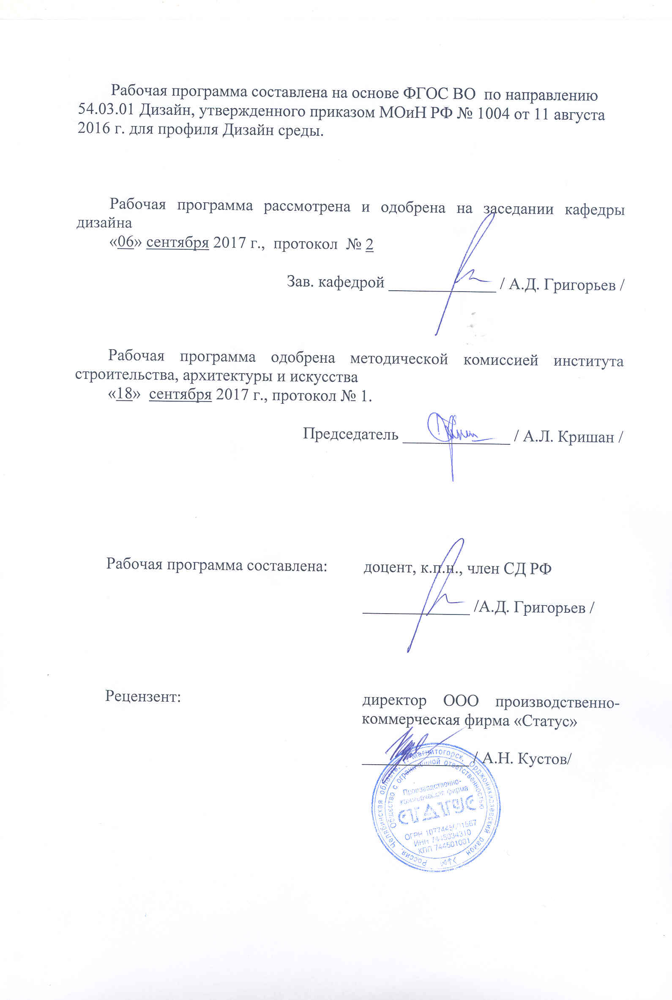 Рабочая программа составлена на основе ФГОС ВО по направлению
54.03.01 Дизайн, утвержденного приказом МОиН РФ № 1004 от 11 августа
2016 г. для профиля Дизайн среды.
Рабочая программа рассмотрена и одобрена на заседании кафедры
дизайна
«06» сентября 2017 г., протокол № 2
Зав. кафедрой _____________ / А.Д. Григорьев /
Рабочая программа одобрена методической комиссией института
строительства, архитектуры и искусства
«18» сентября 2017 г., протокол № 1.
Председатель _____________ / А.Л. Кришан /
Рабочая программа составлена: доцент, к.п.н., член СД РФ
_____________ /А.Д. Григорьев /
Рецензент: директор ООО производственно-
коммерческая фирма «Статус»
_____________ / А.Н. Кустов/
Россия, Челябинская область, г. Магнитогорск, Орджоникидзевский район
Общество с ограниченной ответственностью
Производственно-
коммерческая фирма
СТАТУС
ОГРН
ИНН 7445034310
КПП 744501001